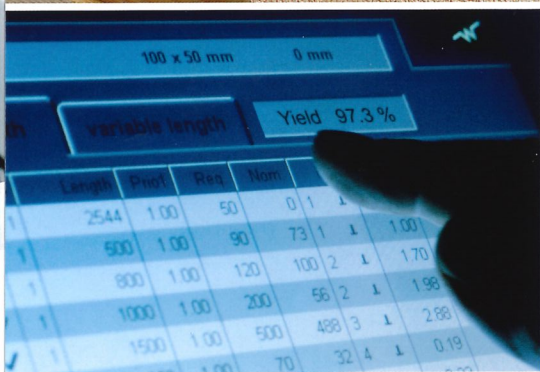 100 x 50 mm 0 mm
variable length Yield 97.3 %
Length Priof. Req. Nom.
1 2544 1.00 50 0 1
1 500 1.00 90 73 1 1.00
1 800 1.00 120 100 2 1.70
1 1000 1.00 200 56 2 1.98
1 1500 1.00 500 488 3 2.88
1.00 70 32 4 0.19